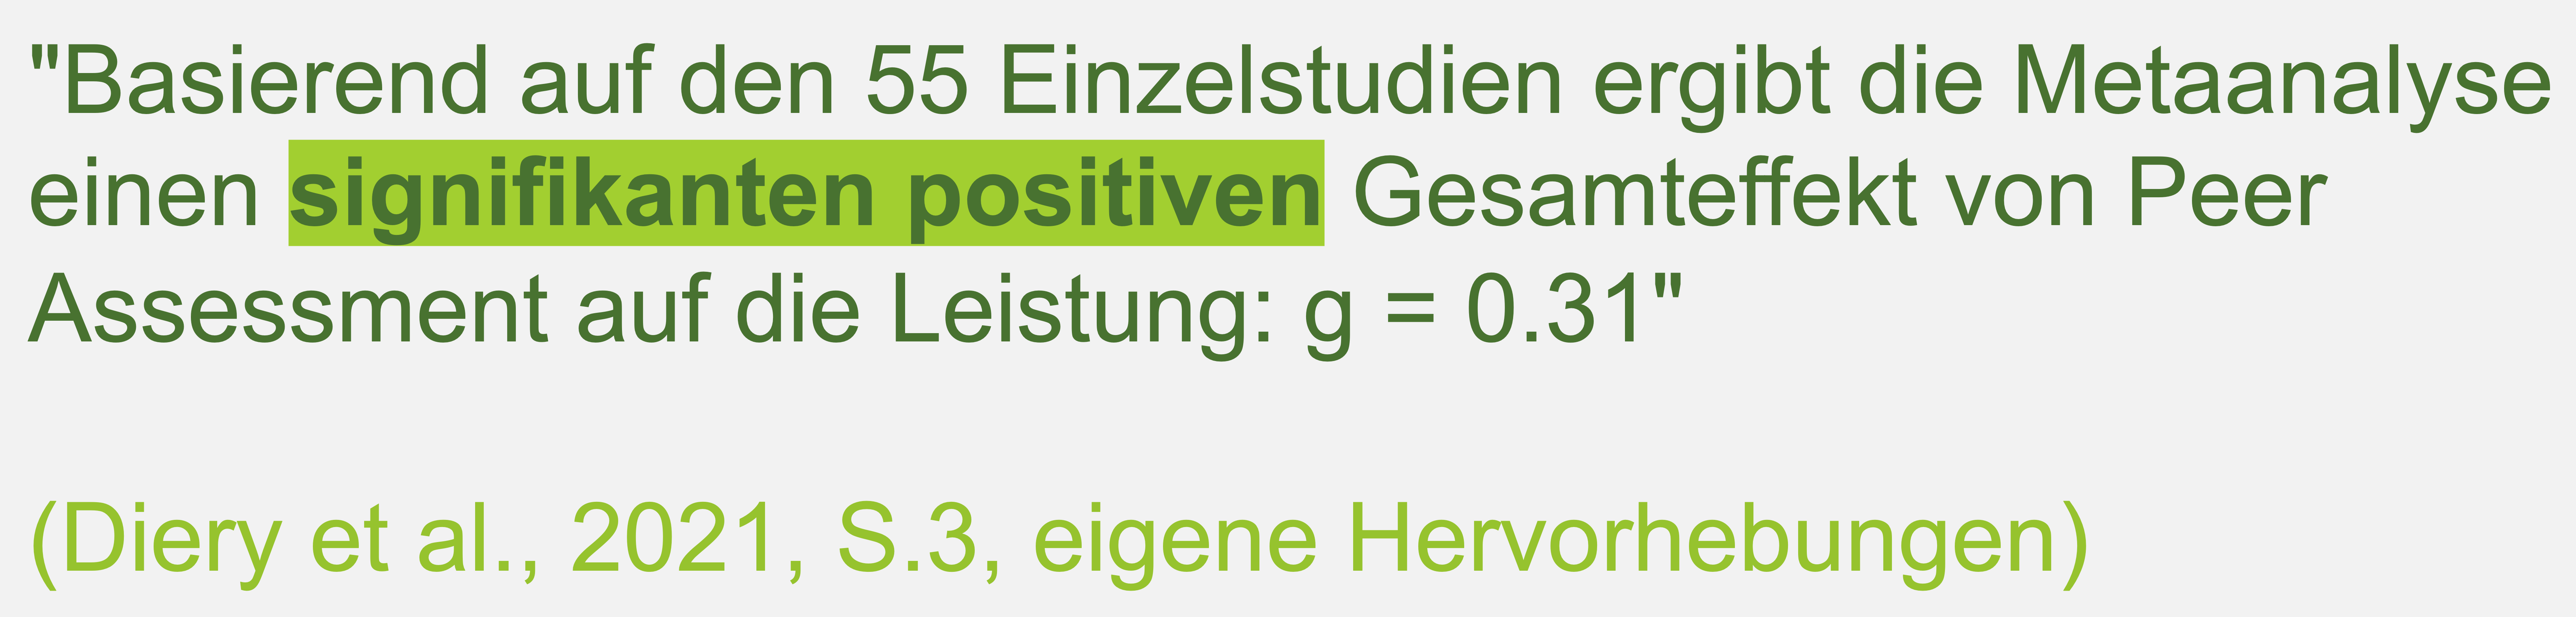 "Basierend auf den 55 Einzelstudien ergibt die Metaanalyse
einen signifikanten positiven Gesamteffekt von Peer
Assessment auf die Leistung: g = 0.31"
(Diery et al., 2021, S.3, eigene Hervorhebungen)